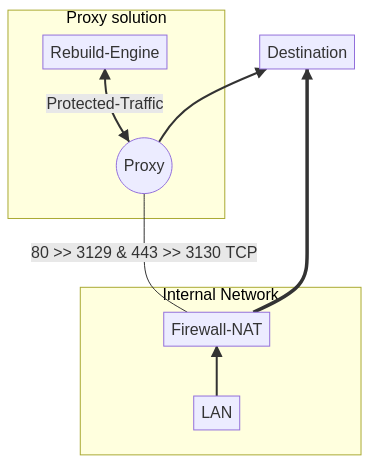 Proxy solution
Rebuild-Engine
Destination
Protected-Traffic
Proxy
80 >> 3129 & 443 >> 3130 TCP
Internal Network
Firewall-NAT
LAN